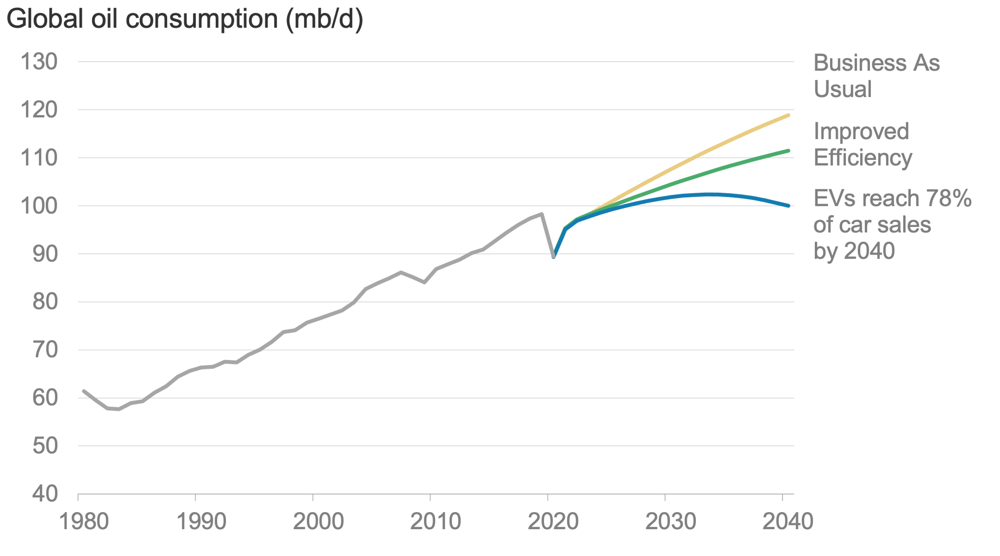 Global oil consumption (mb/d)
130
120
110
100
90
80
70
60
50
40
1980 1990 2000 2010 2020 2030 2040
Business As
Usual
Improved
Efficiency
EVs reach 78%
of car sales
by 2040